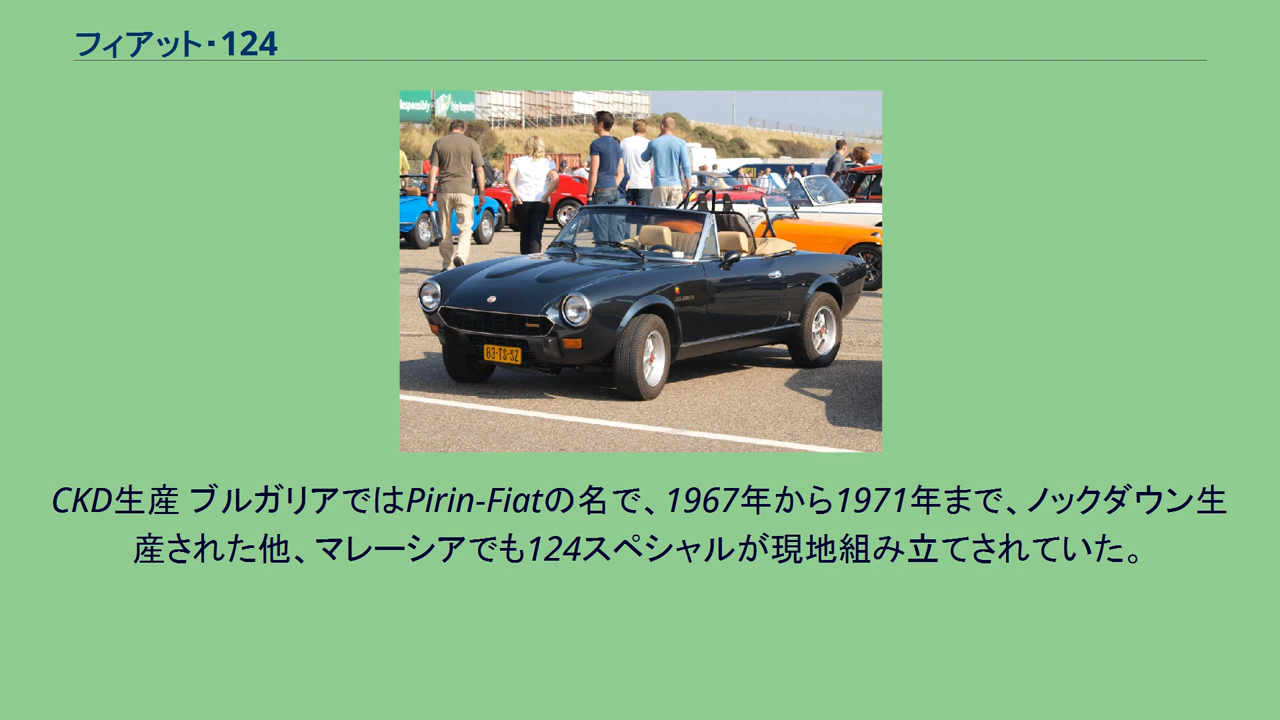 フィアット・124
Responsibly
83-TS-SZ
CKD生産 ブルガリアではPirin-Fiatの名で、1967年から1971年まで、ノックダウン生
産された他、マレーシアでも124スペシャルが現地組み立てされていた。